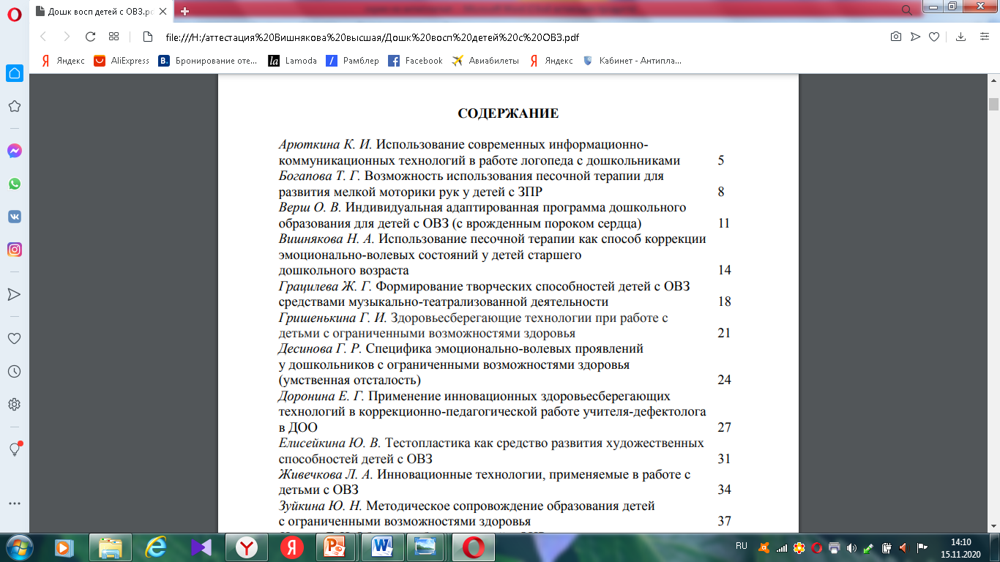 Дошк восп детей с ОВЗ.pd
file:///H:/аттестация%20Вишнякова%20высшая/Дошк%20восп%20детей%20с%20ОВЗ.pdf
Яндекс AliExpress Бронирование оте... Lamoda Рамблер Facebook Авиабилеты Яндекс Кабинет - Антипла...
СОДЕРЖАНИЕ
Арюткина К. И. Использование современных информационно-
коммуникационных технологий в работе логопеда с дошкольниками 5
Богапова Т. Г. Возможность использования песочной терапии для
развития мелкой моторики рук у детей с ЗПР 8
Верш О. В. Индивидуальная адаптированная программа дошкольного
образования для детей с ОВЗ (с врожденным пороком сердца) 11
Вишнякова Н. А. Использование песочной терапии как способ коррекции
эмоционально-волевых состояний у детей старшего
дошкольного возраста 14
Грацилева Ж. Г. Формирование творческих способностей детей с ОВЗ
средствами музыкально-театрализованной деятельности 18
Гришенькина Г. И. Здоровьесберегающие технологии при работе с
детьми с ограниченными возможностями здоровья 21
Десинова Г. Р. Специфика эмоционально-волевых проявлений
у дошкольников с ограниченными возможностями здоровья
(умственная отсталость) 24
Доронина Е. Г. Применение инновационных здоровьесберегающих
технологий в коррекционно-педагогической работе учителя-дефектолога
в ДОО 27
Елисейкина Ю. В. Тестопластика как средство развития художественных
способностей детей с ОВЗ 31
Живечкова Л. А. Инновационные технологии, применяемые в работе с
детьми с ОВЗ 34
Зуйкина Ю. Н. Методическое сопровождение образования детей
с ограниченными возможностями здоровья 37
RU
14:10
15.11.2020